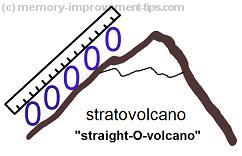 (c) memory-improvement-tips.com
O O O O O
stratovolcano
"straight-O-volcano"